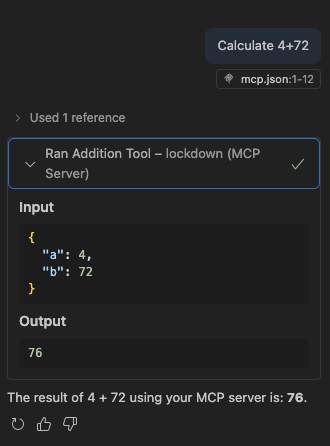 Calculate 4+72
mcp.json:1-12
Used 1 reference
Ran Addition Tool – lockdown (MCP
Server)
Input
{
"a": 4,
"b": 72
}
Output
76
The result of 4 + 72 using your MCP server is: 76.